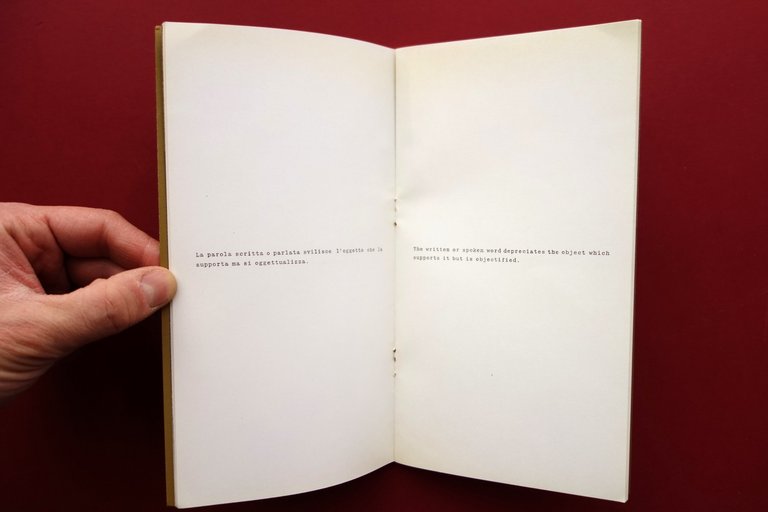 La parola scritta o parlata svilisce l'oggetto che la
supporta ma si oggettualizza.
The written or spoken word depreciates the object which
supports it but is objectified.